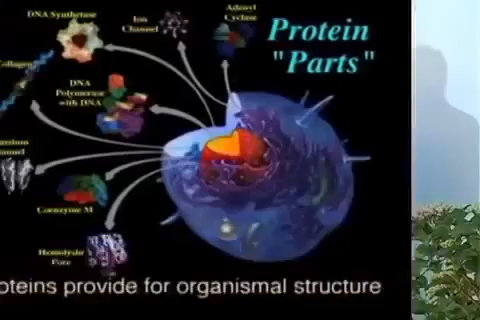 DNA Synthetase
Ion
Channel
Adenyl
Cyclase
Protein
"Parts"
Collagen
DNA
Polymerase
with DNA
Coenzyme M
Hemolysin
Pore
oteins provide for organismal structure